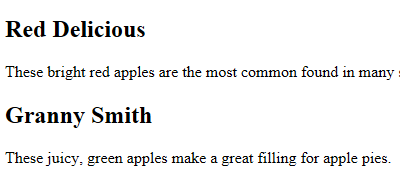 Red Delicious
These bright red apples are the most common found in many
Granny Smith
These juicy, green apples make a great filling for apple pies.